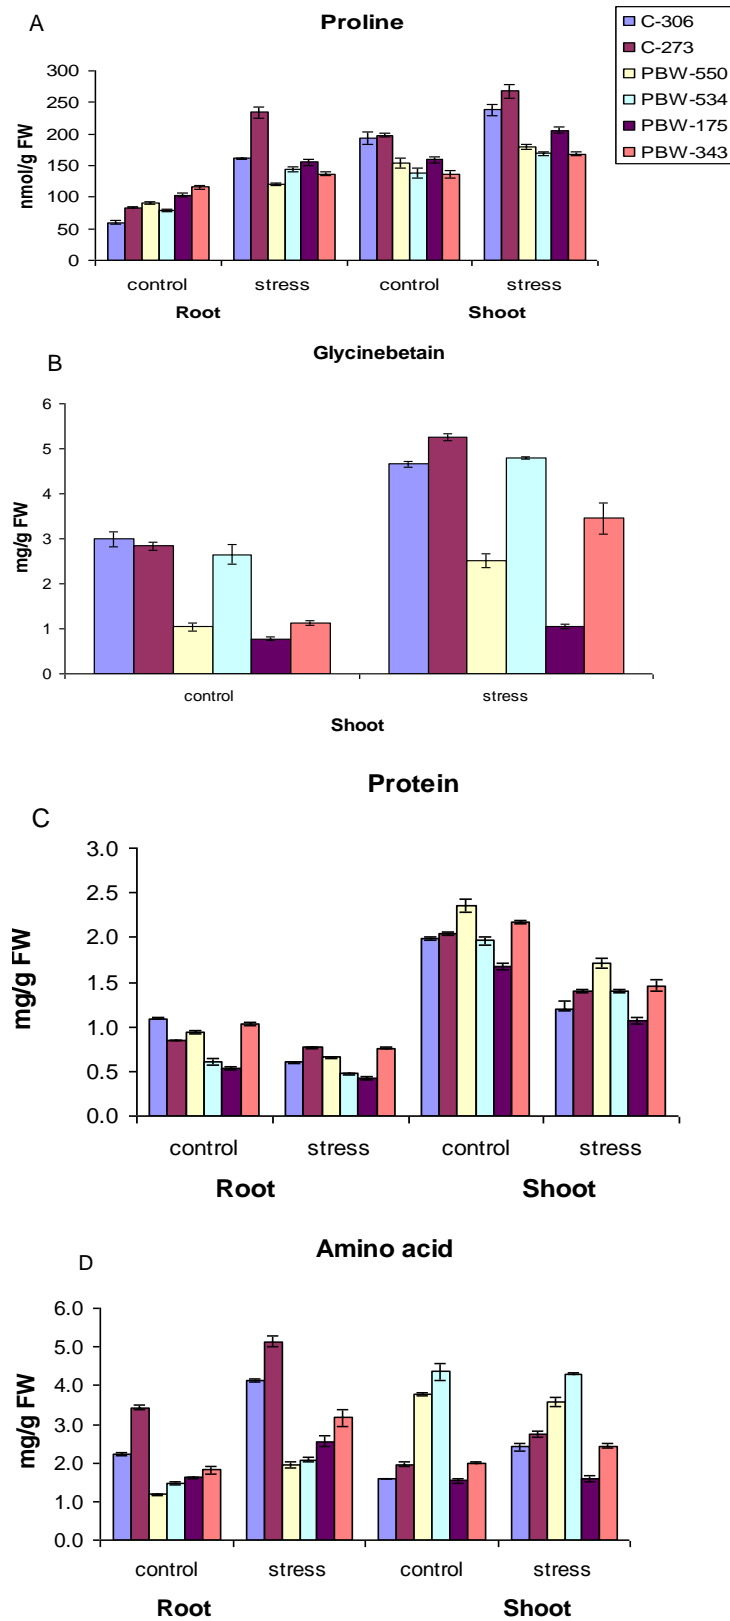 A
Proline
C-306
C-273
PBW-550
PBW-534
PBW-175
PBW-343
nmol/g FW
300
250
200
150
100
50
0
control stress control stress
Root Shoot
B
Glycinebetain
mg/g FW
6
5
4
3
2
1
0
control stress
Shoot
Protein
C
mg/g FW
3.0
2.5
2.0
1.5
1.0
0.5
0.0
control stress control stress
Root Shoot
Amino acid
D
mg/g FW
6.0
5.0
4.0
3.0
2.0
1.0
0.0
control stress control stress
Root Shoot